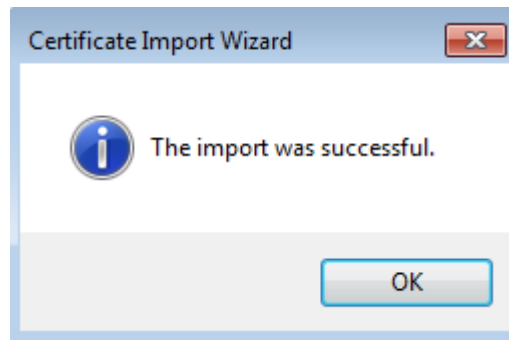 Certificate Import Wizard
The import was successful.
OK